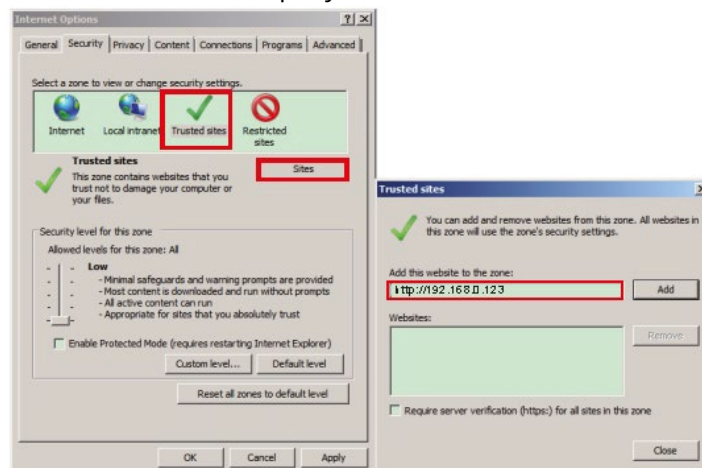 Internet Options
General Security Privacy Content Connections Programs Advanced
Select a zone to view or change security settings.
Internet Local intranet Trusted sites Restricted sites
Trusted sites
This zone contains websites that you
trust not to damage your computer or
your files.
Sites
Security level for this zone
Allowed levels for this zone: All
Low
- Minimal safeguards and warning prompts are provided
- Most content is downloaded and run without prompts
- All active content can run
- Appropriate for sites that you absolutely trust
Enable Protected Mode (requires restarting Internet Explorer)
Custom level... Default level
Reset all zones to default level
OK Cancel Apply
Trusted sites
You can add and remove websites from this zone. All websites in
this zone will use the zone's security settings.
Add this website to the zone:
http://192.168.0.123 Add
Websites:
Remove
Require server verification (https:) for all sites in this zone
Close